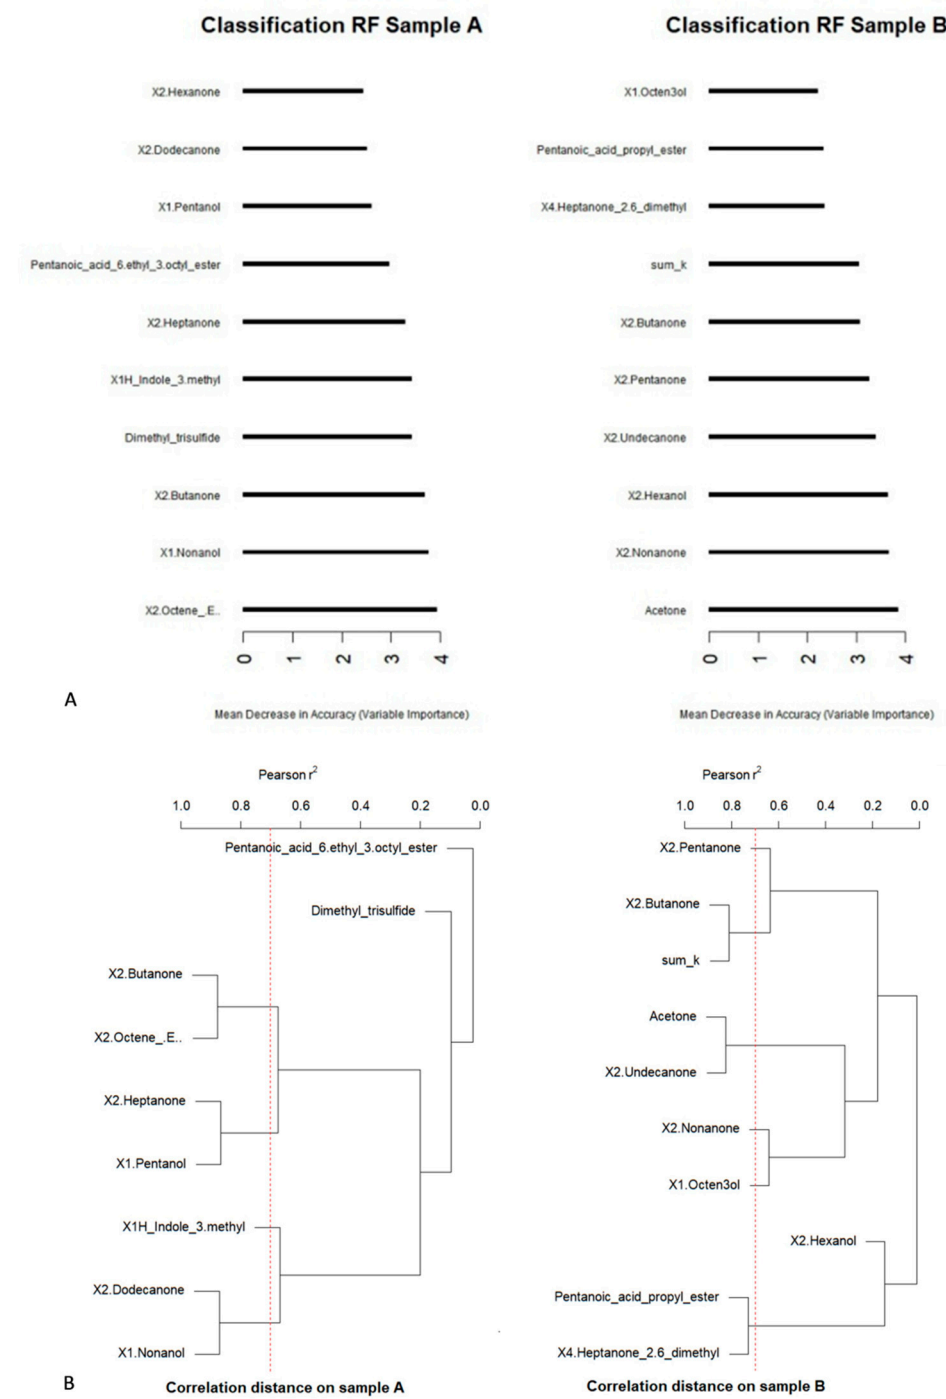 Classification RF Sample A
X2.Hexanone
X2.Dodecanone
X1.Pentanol
Pentanoic_acid_6.ethyl_3.octyl_ester
X2.Heptanone
X1H_Indole_3.methyl
Dimethyl_trisulfide
X2.Butanone
X1.Nonanol
X2.Octene_.E..
0 1 2 3 4
Mean Decrease in Accuracy (Variable Importance)
Classification RF Sample B
X1.Octen3ol
Pentanoic_acid_propyl_ester
X4.Heptanone_2.6_dimethyl
sum_k
X2.Butanone
X2.Pentanone
X2.Undecanone
X2.Hexanol
X2.Nonanone
Acetone
0 1 2 3 4
Mean Decrease in Accuracy (Variable Importance)
A
Pearson r²
1.0 0.8 0.6 0.4 0.2 0.0
Pentanoic_acid_6.ethyl_3.octyl_ester
Dimethyl_trisulfide
X2.Butanone
X2.Octene_.E..
X2.Heptanone
X1.Pentanol
X1H_Indole_3.methyl
X2.Dodecanone
X1.Nonanol
Correlation distance on sample A
Pearson r²
1.0 0.8 0.6 0.4 0.2 0.0
X2.Pentanone
X2.Butanone
sum_k
Acetone
X2.Undecanone
X2.Nonanone
X1.Octen3ol
X2.Hexanol
Pentanoic_acid_propyl_ester
X4.Heptanone_2.6_dimethyl
Correlation distance on sample B
B